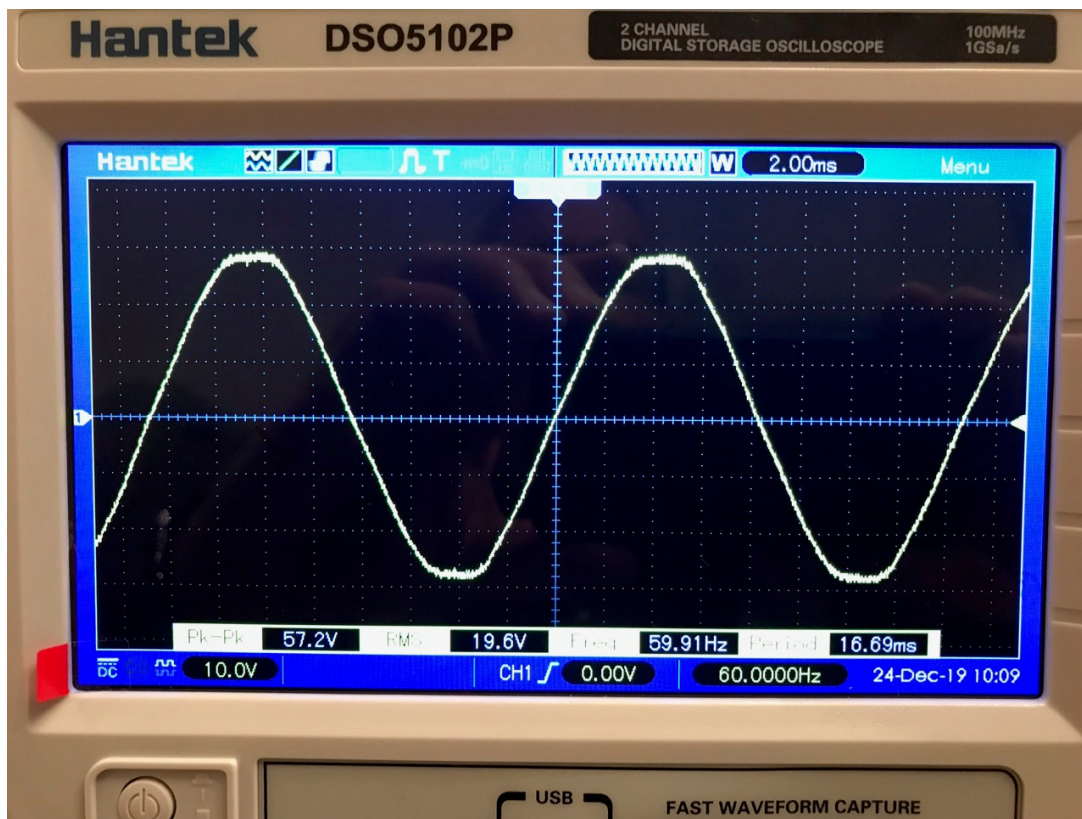 Hantek DSO5102P
2 CHANNEL
DIGITAL STORAGE OSCILLOSCOPE
100MHz
1GSa/s
Hantek T W 2.00ms Menu
1
Pk-Pk 57.2V RMS 19.6V Freq 59.91Hz Period 16.69ms
DC 10.0V CH1 0.00V 60.0000Hz 24-Dec-19 10:09
USB
FAST WAVEFORM CAPTURE